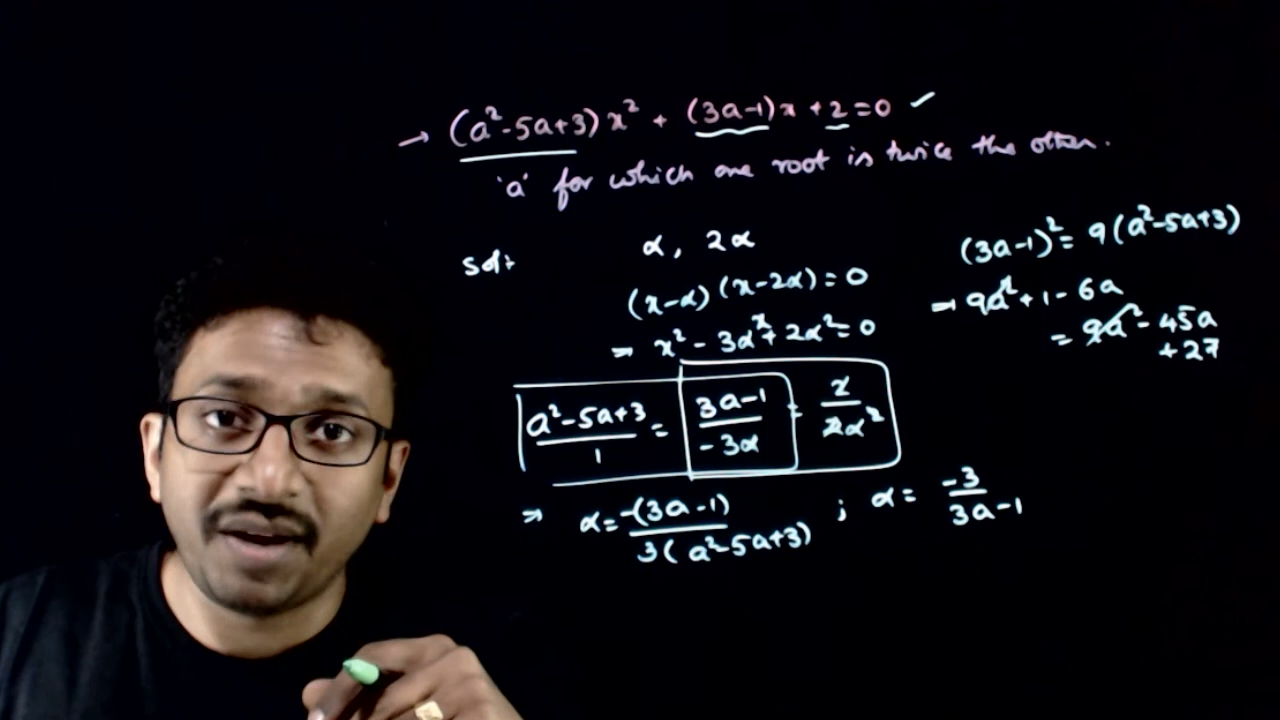 → (a²-5a+3)x² + (3a-1)x + 2 = 0 ✓
'a' for which one root is twice the other.
Sol:
α, 2α
(x-α)(x-2α) = 0
⇒ x² - 3αx + 2α² = 0
(a²-5a+3)/1 = (3a-1)/(-3α) = 2/(2α²)
⇒ α = -(3a-1)/(3(a²-5a+3)) ; α = -3/(3a-1)
(3a-1)² = 9(a²-5a+3)
⇒ 9a² + 1 - 6a
= 9a² - 45a
+ 27